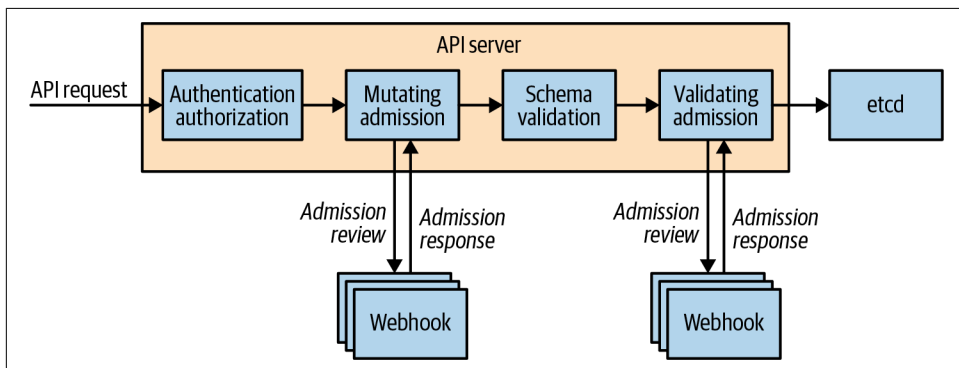 API server
API request
Authentication
authorization
Mutating
admission
Schema
validation
Validating
admission
etcd
Admission
review
Admission
response
Admission
review
Admission
response
Webhook
Webhook